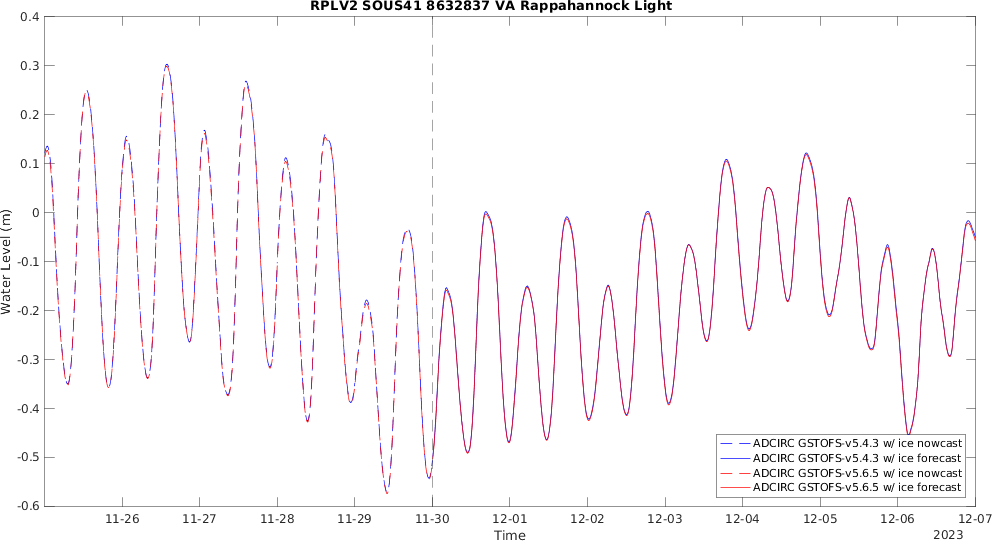 RPLV2 SOUS41 8632837 VA Rappahannock Light
0.4
0.3
0.2
0.1
0
-0.1
-0.2
-0.3
-0.4
-0.5
-0.6
Water Level (m)
11-26 11-27 11-28 11-29 11-30 12-01 12-02 12-03 12-04 12-05 12-06 12-07
Time
2023
ADCIRC GSTOFS-v5.4.3 w/ ice nowcast
ADCIRC GSTOFS-v5.4.3 w/ ice forecast
ADCIRC GSTOFS-v5.6.5 w/ ice nowcast
ADCIRC GSTOFS-v5.6.5 w/ ice forecast